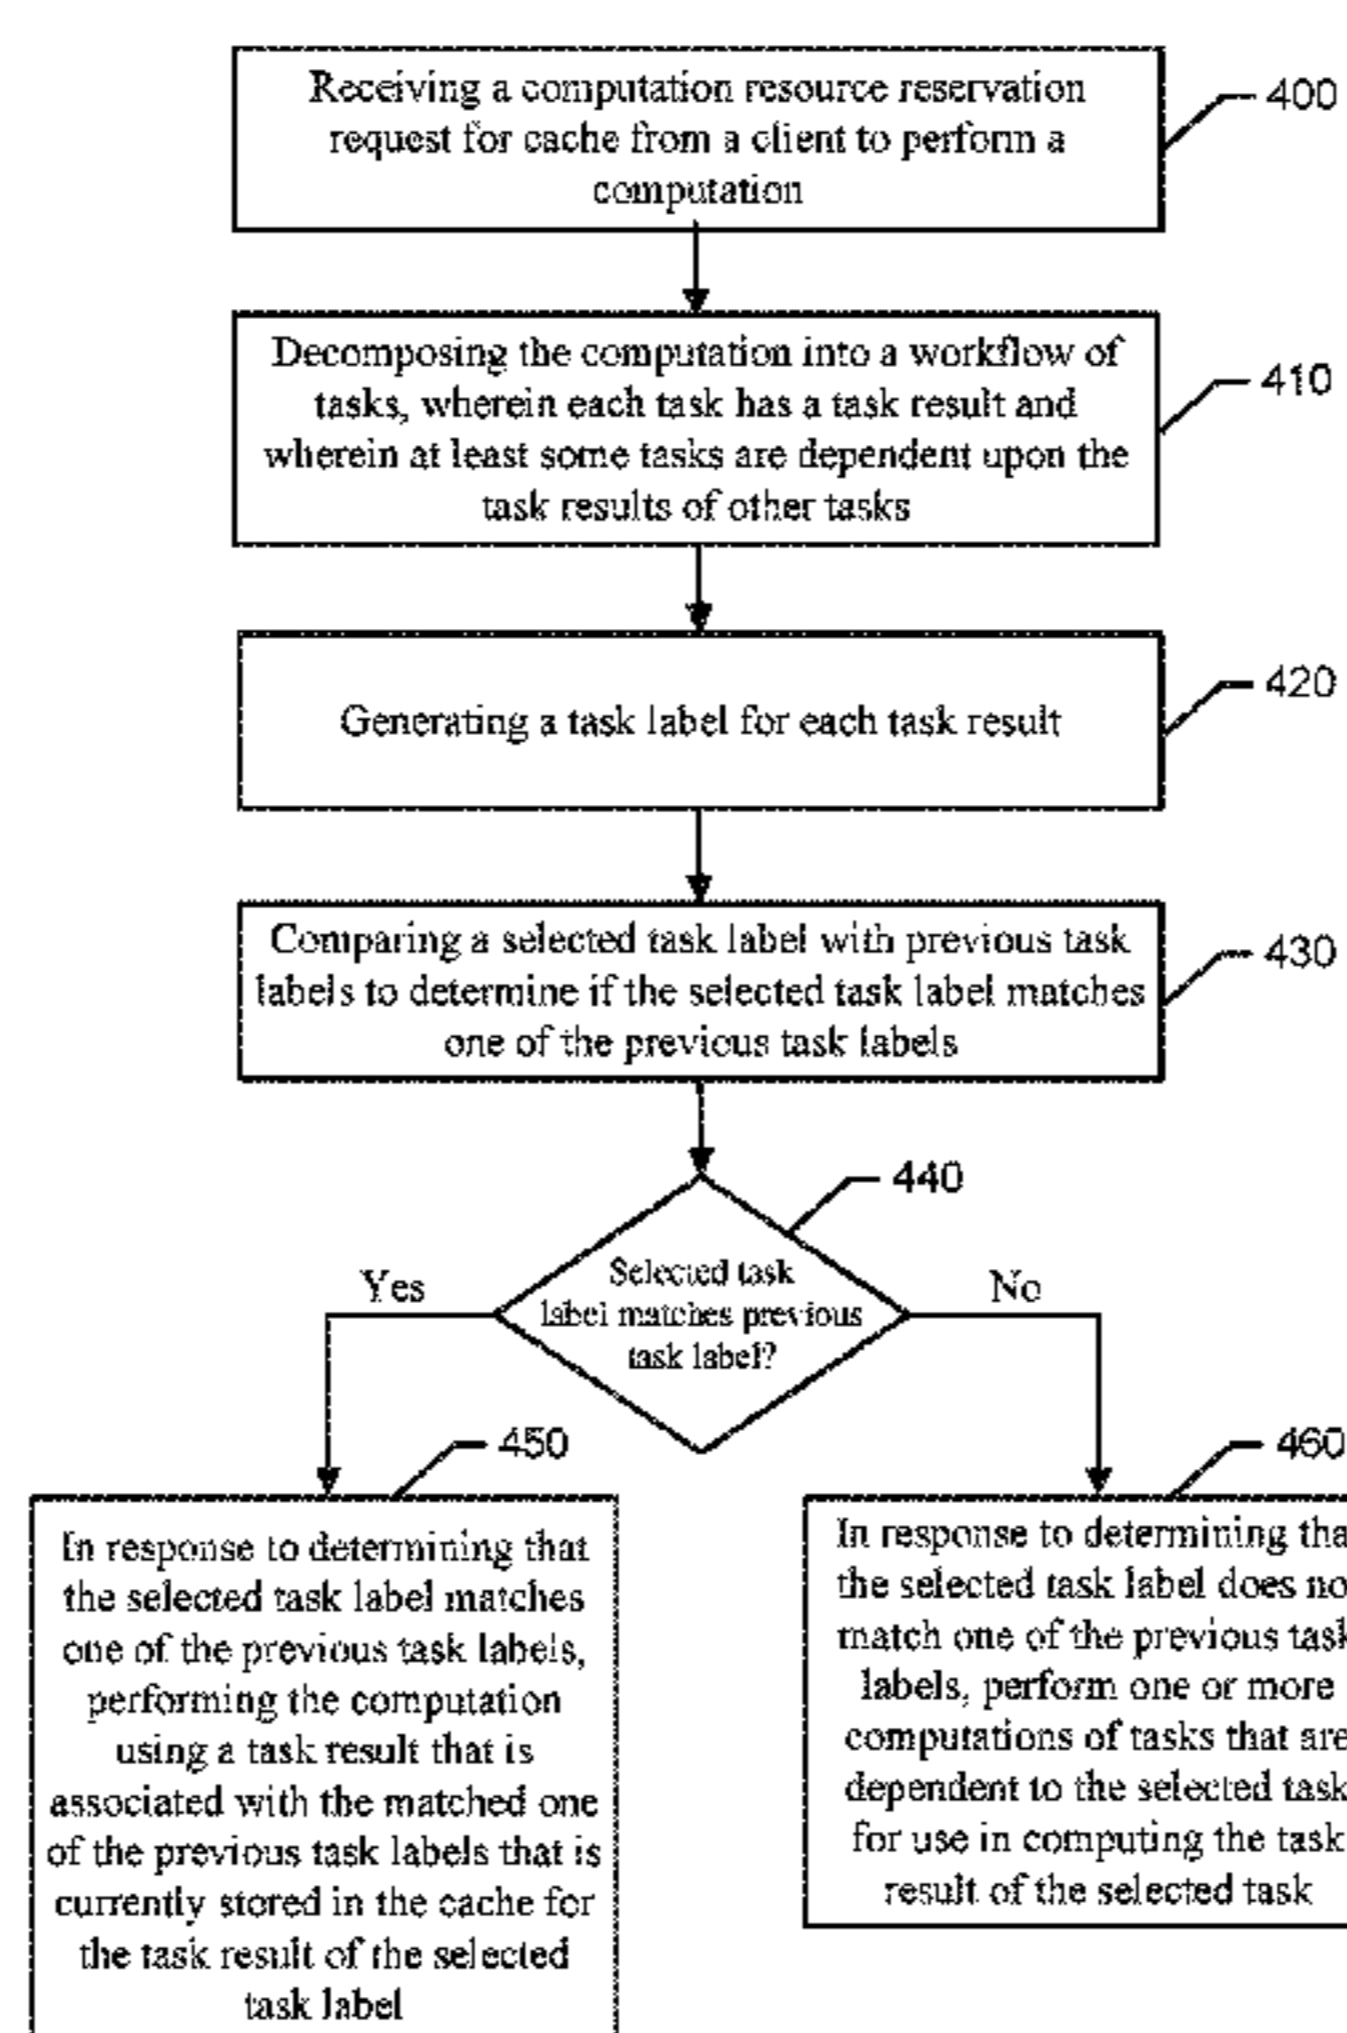 Receiving a computation resource reservation
request for cache from a client to perform a
computation
400
Decomposing the computation into a workflow of
tasks, wherein each task has a task result and
wherein at least some tasks are dependent upon the
task results of other tasks
410
Generating a task label for each task result
420
Comparing a selected task label with previous task
labels to determine if the selected task label matches
one of the previous task labels
430
440
Selected task
label matches previous
task label?
Yes
No
450
In response to determining that
the selected task label matches
one of the previous task labels,
performing the computation
using a task result that is
associated with the matched one
of the previous task labels that is
currently stored in the cache for
the task result of the selected
task label
460
In response to determining tha
the selected task label does no
match one of the previous task
labels, perform one or more
computations of tasks that are
dependent to the selected task
for use in computing the task
result of the selected task